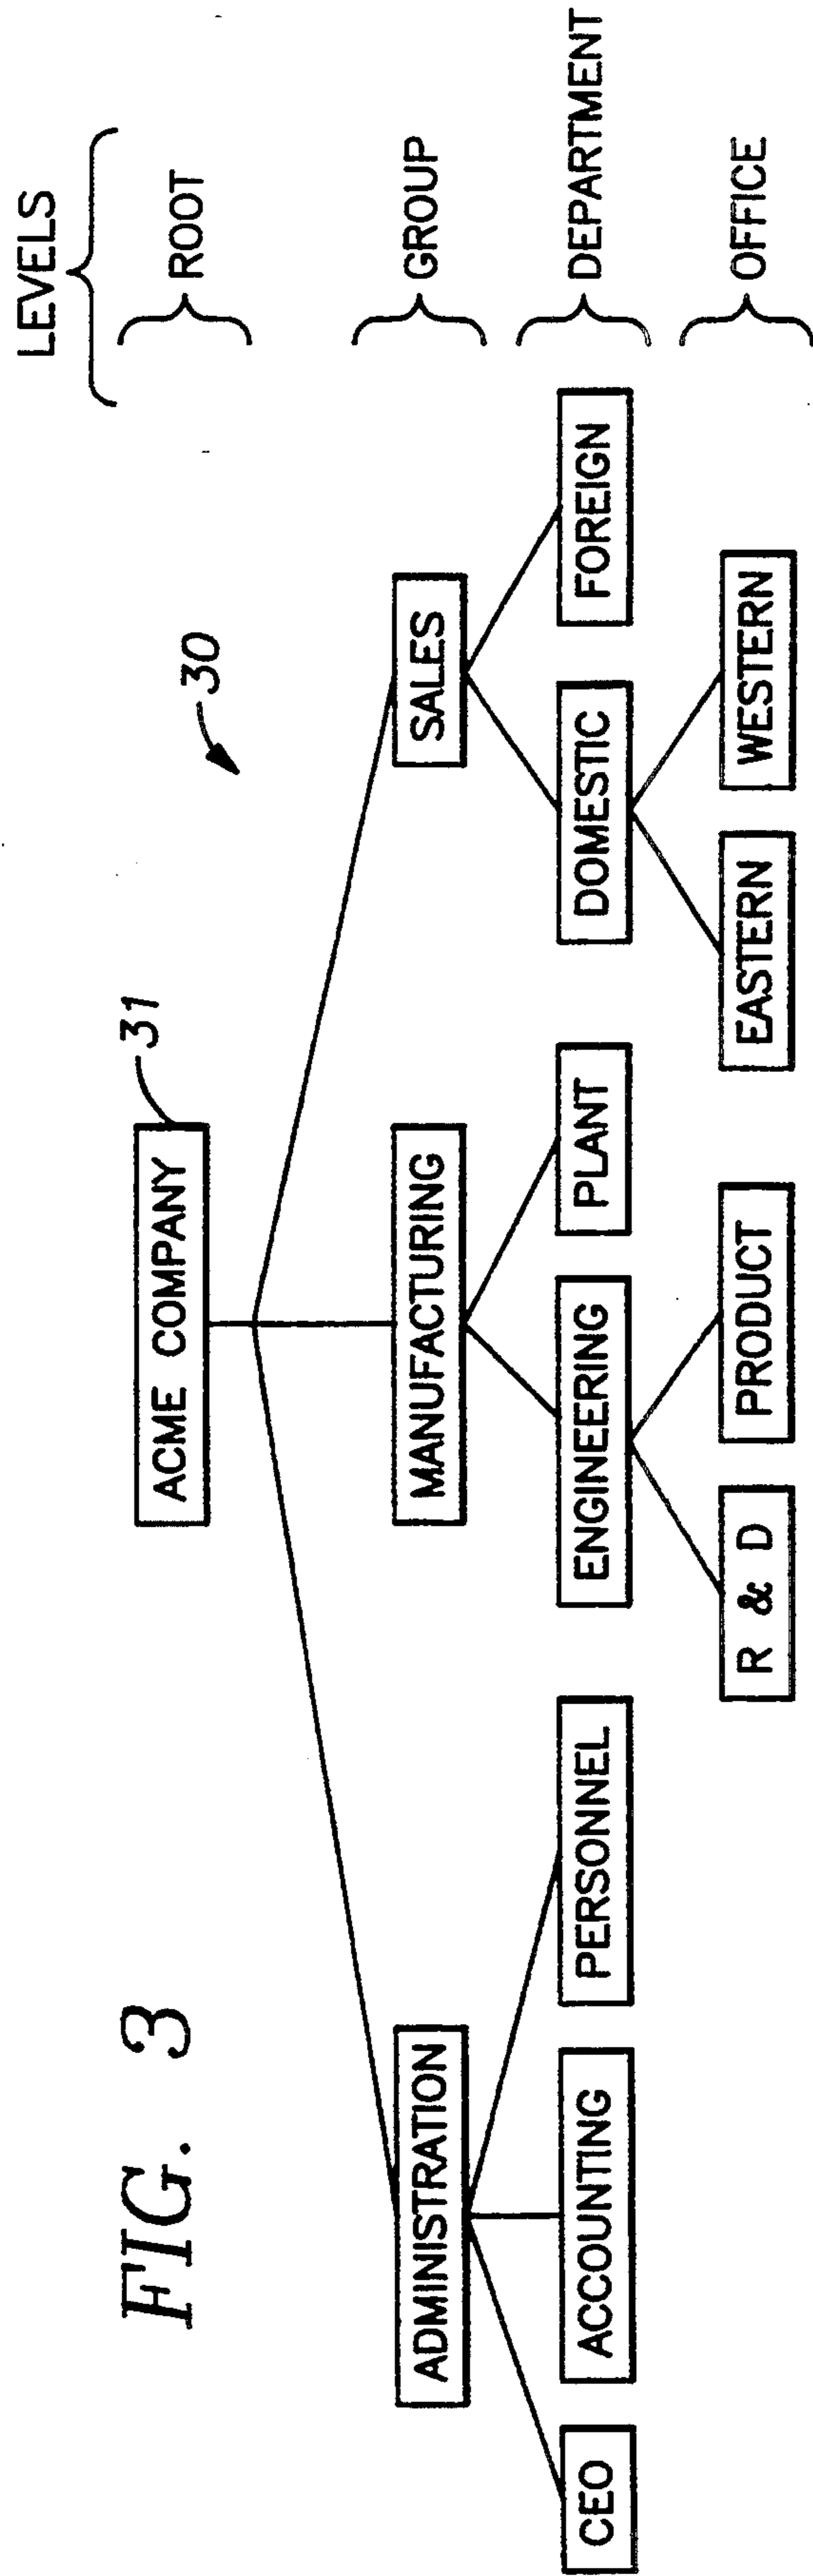 FIG. 3
LEVELS
ACME COMPANY
31
30
ROOT
ADMINISTRATION
MANUFACTURING
SALES
GROUP
CEO
ACCOUNTING
PERSONNEL
ENGINEERING
PLANT
DOMESTIC
FOREIGN
DEPARTMENT
R & D
PRODUCT
EASTERN
WESTERN
OFFICE